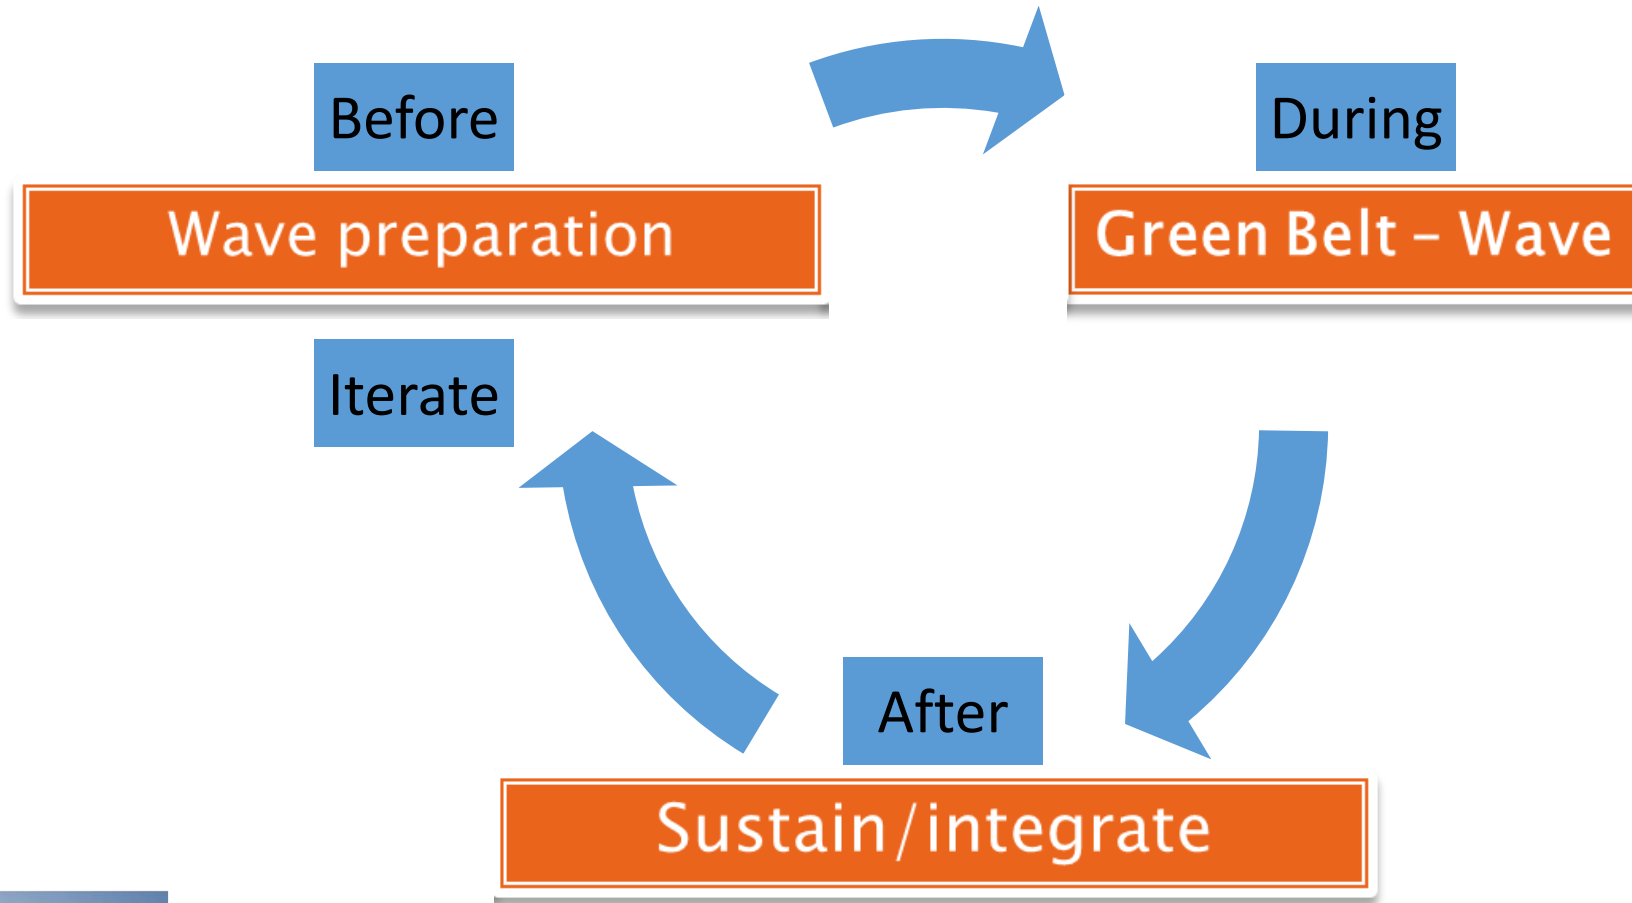 Before
Wave preparation
Iterate
During
Green Belt – Wave
After
Sustain/integrate